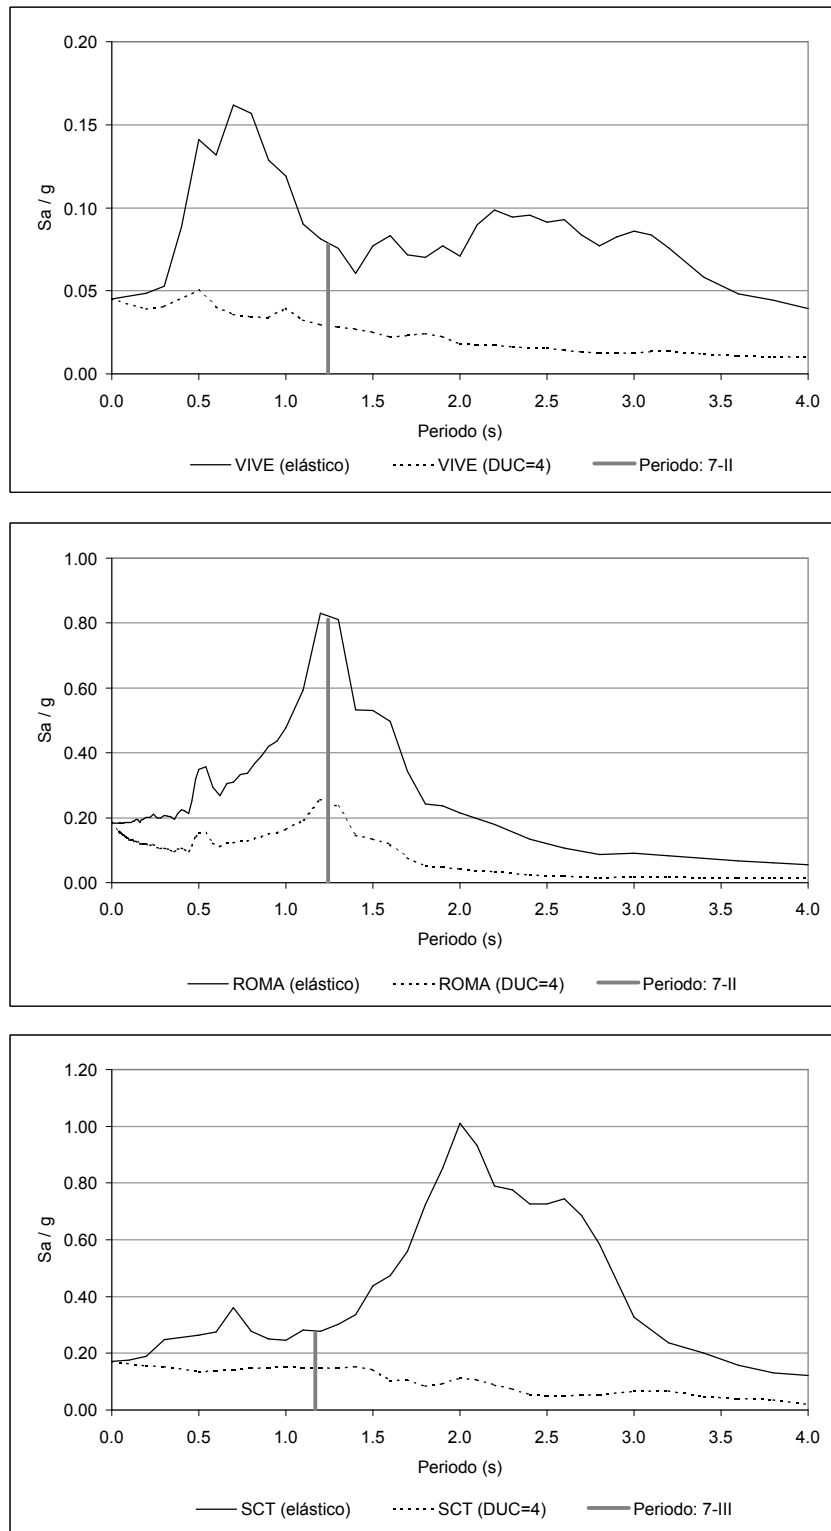 0.20
0.15
0.10
0.05
0.00
Sa / g
0.0 0.5 1.0 1.5 2.0 2.5 3.0 3.5 4.0
Periodo (s)
VIVE (elástico) VIVE (DUC=4) Periodo: 7-II
1.00
0.80
0.60
0.40
0.20
0.00
Sa / g
0.0 0.5 1.0 1.5 2.0 2.5 3.0 3.5 4.0
Periodo (s)
ROMA (elástico) ROMA (DUC=4) Periodo: 7-II
1.20
1.00
0.80
0.60
0.40
0.20
0.00
Sa / g
0.0 0.5 1.0 1.5 2.0 2.5 3.0 3.5 4.0
Periodo (s)
SCT (elástico) SCT (DUC=4) Periodo: 7-III